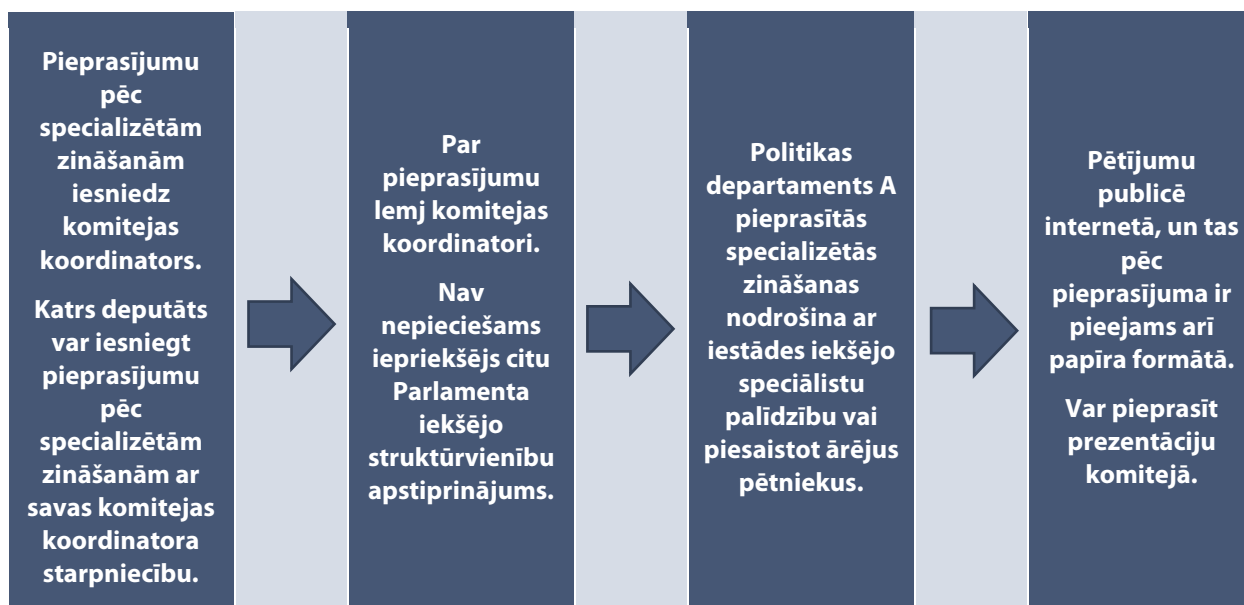 Pieprasījumu
pēc
specializētām
zināšanām
iesniedz
komitejas
koordinators.
Katrs deputāts
var iesniegt
pieprasījumu
pēc
specializētām
zināšanām ar
savas komitejas
koordinatora
starpniecību.
Par
pieprasījumu
lemj komitejas
koordinatori.
Nav
nepieciešams
iepriekšējs citu
Parlamenta
iekšējo
struktūrvienību
apstiprinājums.
Politikas
departaments A
pieprasītās
specializētās
zināšanas
nodrošina ar
iestādes iekšējo
speciālistu
palīdzību vai
piesaistot ārējus
pētniekus.
Pētījumu
publicē
internetā, un tas
pēc
pieprasījuma ir
pieejams arī
papīra formātā.
Var pieprasīt
prezentāciju
komitejā.